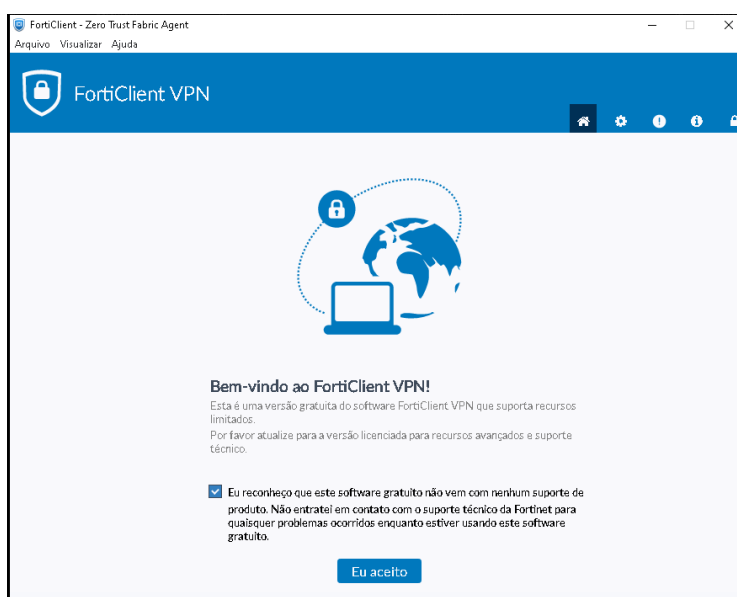 FortiClient - Zero Trust Fabric Agent
Arquivo Visualizar Ajuda
FortiClient VPN
Bem-vindo ao FortiClient VPN!
Esta é uma versão gratuita do software FortiClient VPN que suporta recursos
limitados.
Por favor atualize para a versão licenciada para recursos avançados e suporte
técnico.
Eu reconheço que este software gratuito não vem com nenhum suporte de
produto. Não entratei em contato com o suporte técnico da Fortinet para
quaisquer problemas ocorridos enquanto estiver usando este software
gratuito.
Eu aceito